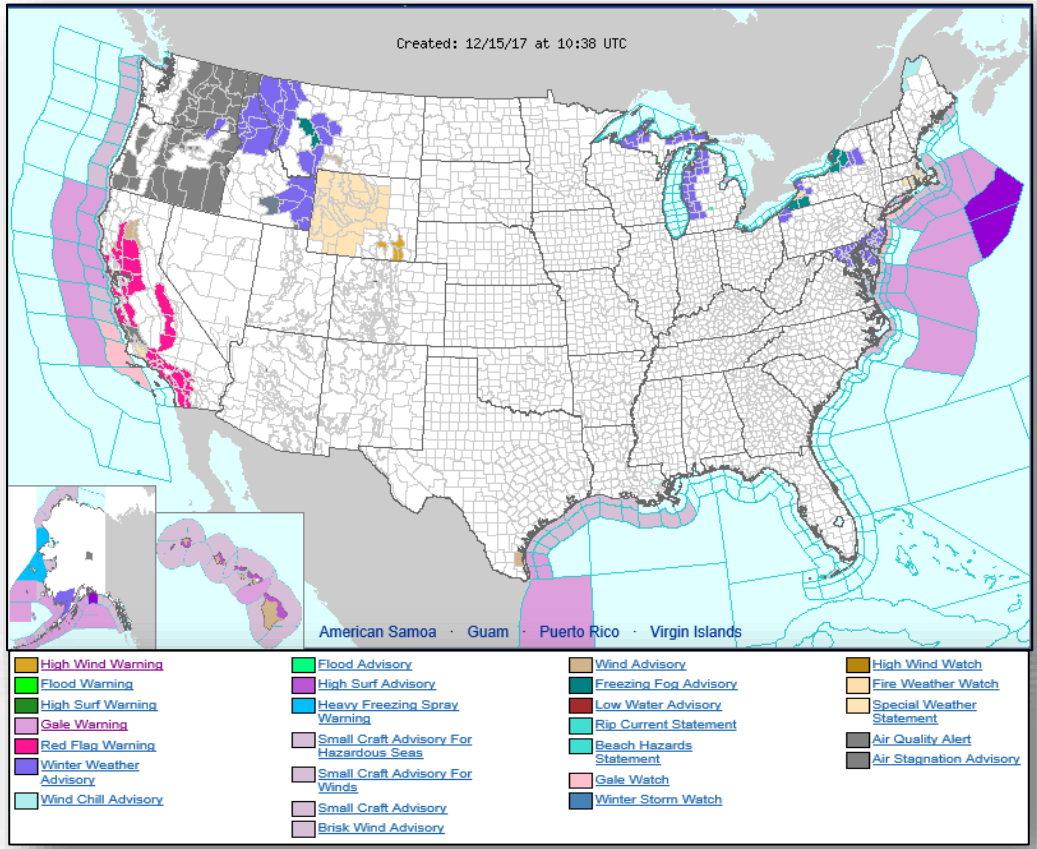 Created: 12/15/17 at 10:38 UTC
American Samoa · Guam · Puerto Rico · Virgin Islands
High Wind Warning
Flood Warning
High Surf Warning
Gale Warning
Red Flag Warning
Winter Weather
Advisory
Wind Chill Advisory
Flood Advisory
High Surf Advisory
Heavy Freezing Spray
Warning
Small Craft Advisory For
Hazardous Seas
Small Craft Advisory For
Winds
Small Craft Advisory
Brisk Wind Advisory
Wind Advisory
Freezing Fog Advisory
Low Water Advisory
Rip Current Statement
Beach Hazards
Statement
Gale Watch
Winter Storm Watch
High Wind Watch
Fire Weather Watch
Special Weather
Statement
Air Quality Alert
Air Stagnation Advisory